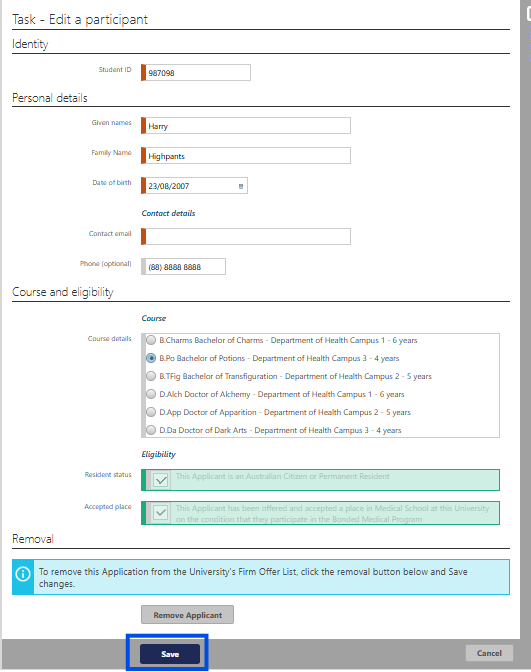 Task - Edit a participant
Identity
Student ID
987098
Personal details
Given names
Harry
Family Name
Highpants
Date of birth
23/08/2007
Contact details
Contact email
Phone (optional)
(88) 8888 8888
Course and eligibility
Course
Course details
B.Charms Bachelor of Charms - Department of Health Campus 1 - 6 years
B.Po Bachelor of Potions - Department of Health Campus 3 - 4 years
B.TFig Bachelor of Transfiguration - Department of Health Campus 2 - 5 years
D.Alch Doctor of Alchemy - Department of Health Campus 1 - 6 years
D.App Doctor of Apparition - Department of Health Campus 2 - 5 years
D.Da Doctor of Dark Arts - Department of Health Campus 3 - 4 years
Eligibility
Resident status
This Applicant is an Australian Citizen or Permanent Resident
Accepted place
This Applicant has been offered and accepted a place in Medical School at this University
on the condition that they participate in the Bonded Medical Program
Removal
To remove this Application from the University's Firm Offer List, click the removal button below and Save
changes.
Remove Applicant
Save
Cancel